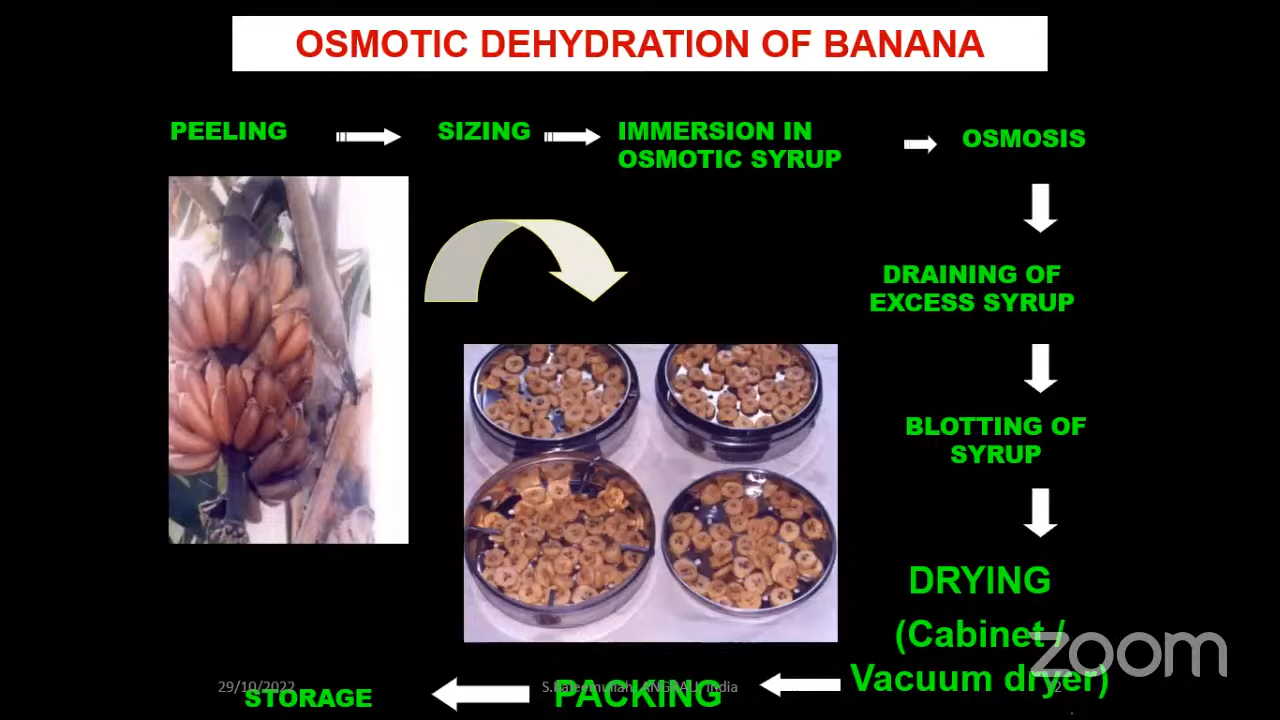 OSMOTIC DEHYDRATION OF BANANA
PEELING
SIZING
IMMERSION IN
OSMOTIC SYRUP
OSMOSIS
DRAINING OF
EXCESS SYRUP
BLOTTING OF
SYRUP
DRYING
(Cabinet /
Vacuum dryer)
PACKING
STORAGE
29/10/2022
India
2
zoom